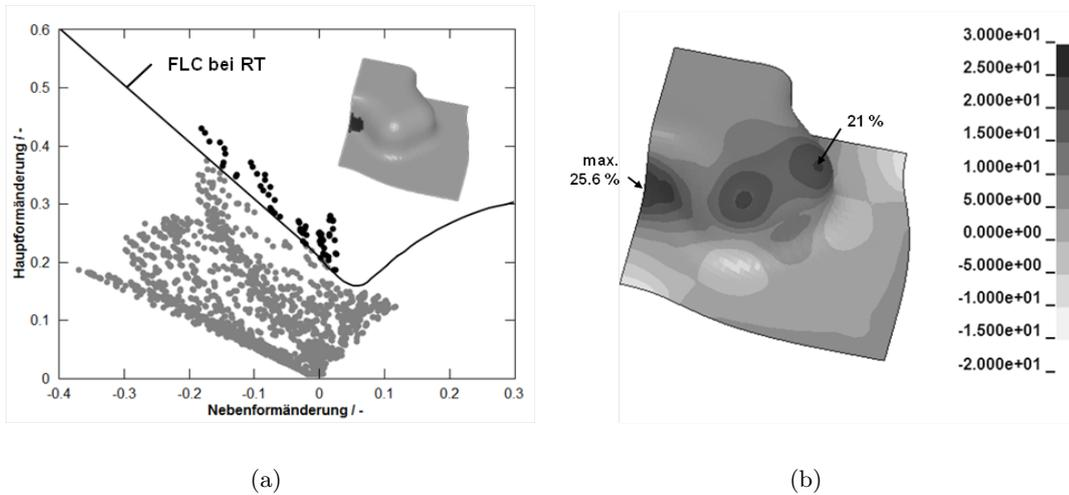 0.6
0.5
0.4
0.3
0.2
0.1
0
-0.4
-0.3
-0.2
-0.1
0
0.1
0.2
0.3
Hauptformänderung / -
Nebenformänderung / -
FLC bei RT
(a)
max.
25.6 %
21 %
3.000e+01
2.500e+01
2.000e+01
1.500e+01
1.000e+01
5.000e+00
0.000e+00
-5.000e+00
-1.000e+01
-1.500e+01
-2.000e+01
(b)